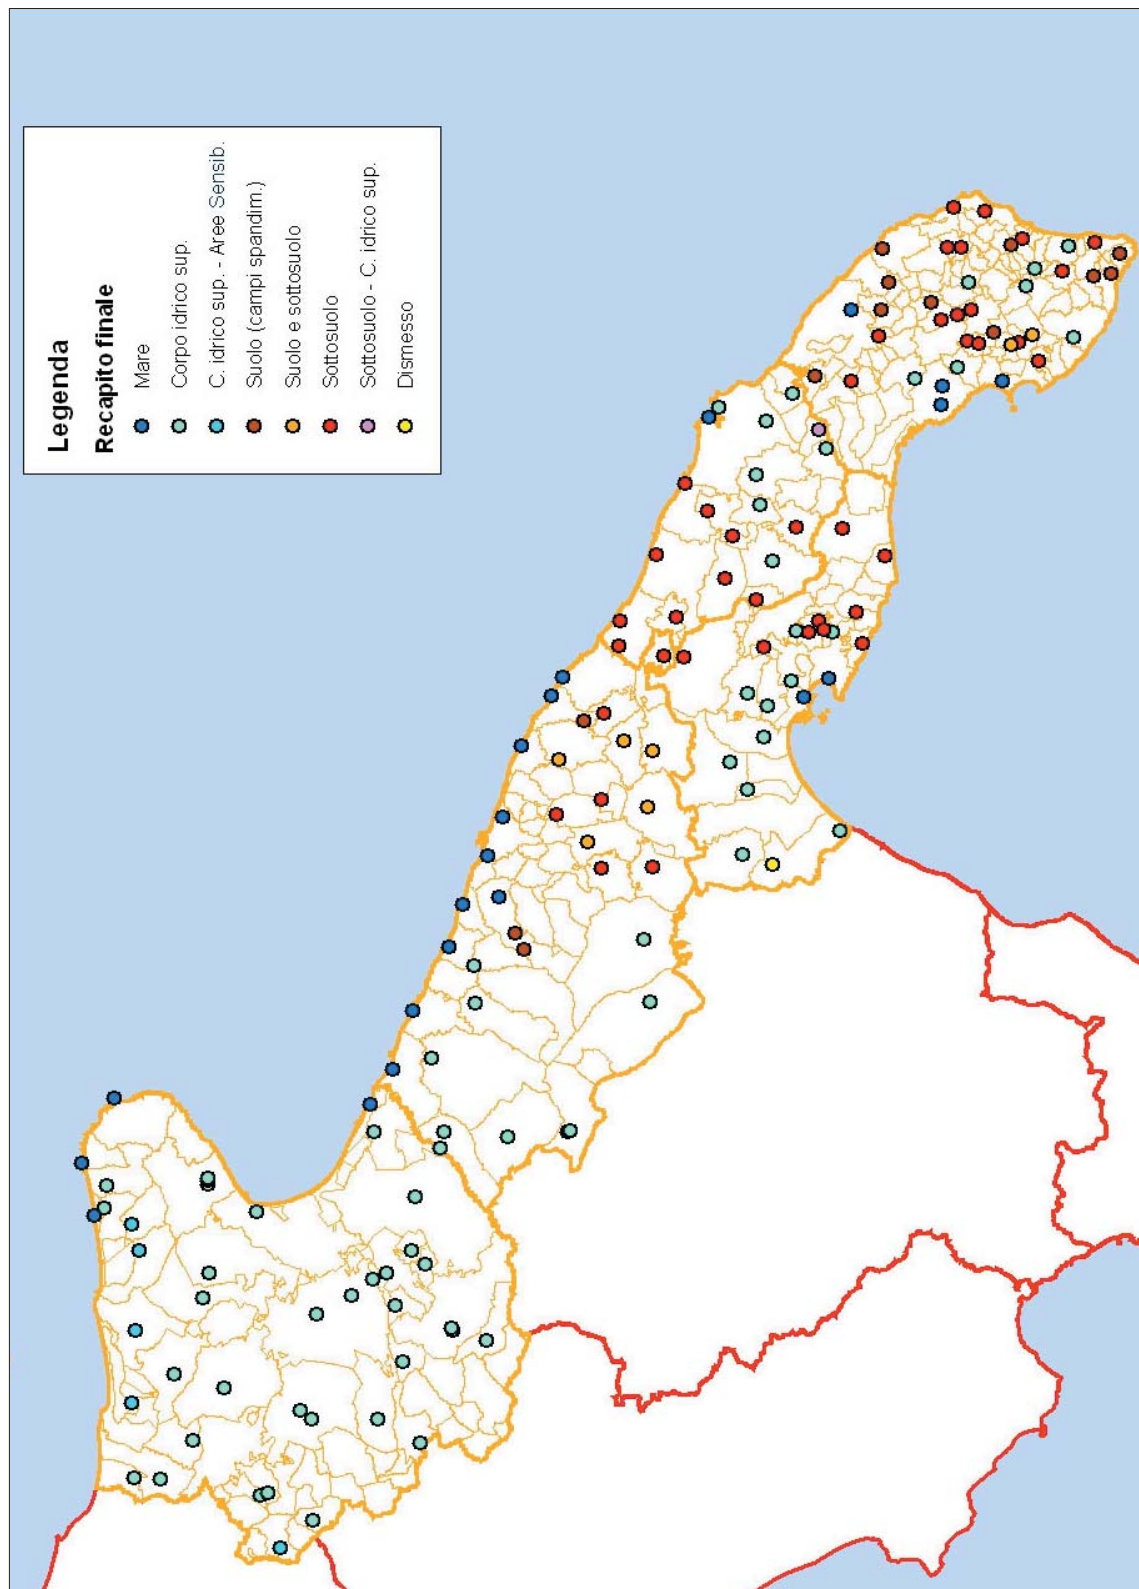 Legenda
Recapito finale
Mare
Corpo idrico sup.
C. idrico sup. - Aree Sensib.
Suolo (campi spandim.)
Suolo e sottosuolo
Sottosuolo
Sottosuolo - C. idrico sup.
Dismesso